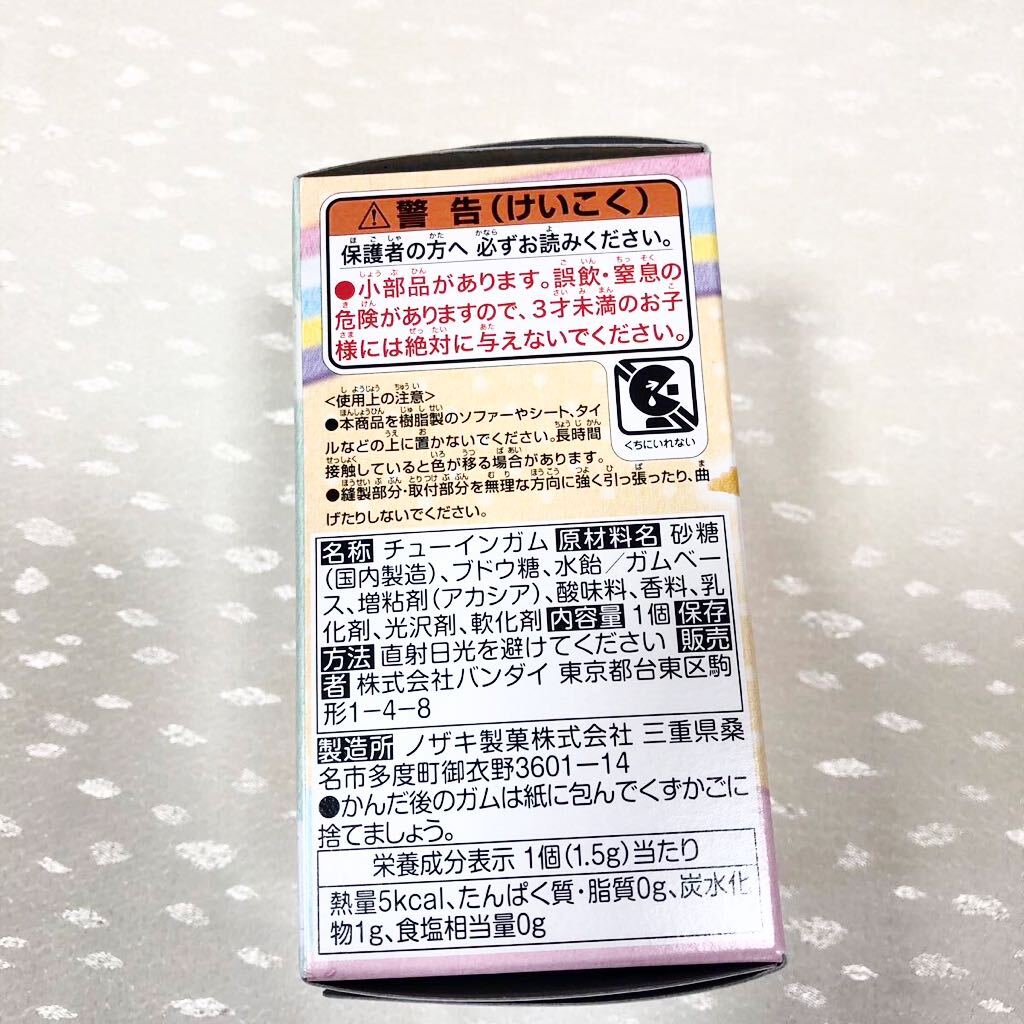 ⚠警告(けいこく)
保護者の方へ 必ずお読みください。
●小部品があります。誤飲・窒息の
危険がありますので、3才未満のお子
様には絶対に与えないでください。
<使用上の注意>
●本商品を樹脂製のソファーやシート、タイ
ルなどの上に置かないでください。長時間
接触していると色が移る場合があります。
●縫製部分・取付部分を無理な方向に強く引っ張ったり、曲
げたりしないでください。
くちにいれない
名称 チューインガム 原材料名 砂糖
(国内製造)、ブドウ糖、水飴/ガムベー
ス、増粘剤(アカシア)、酸味料、香料、乳
化剤、光沢剤、軟化剤 内容量 1個 保存
方法 直射日光を避けてください 販売
者 株式会社バンダイ 東京都台東区駒
形1-4-8
製造所 ノザキ製菓株式会社 三重県桑
名市多度町御衣野3601-14
●かんだ後のガムは紙に包んでくずかごに
捨てましょう。
栄養成分表示 1個(1.5g)当たり
熱量5kcal、たんぱく質・脂質0g、炭水化
物1g、食塩相当量0g